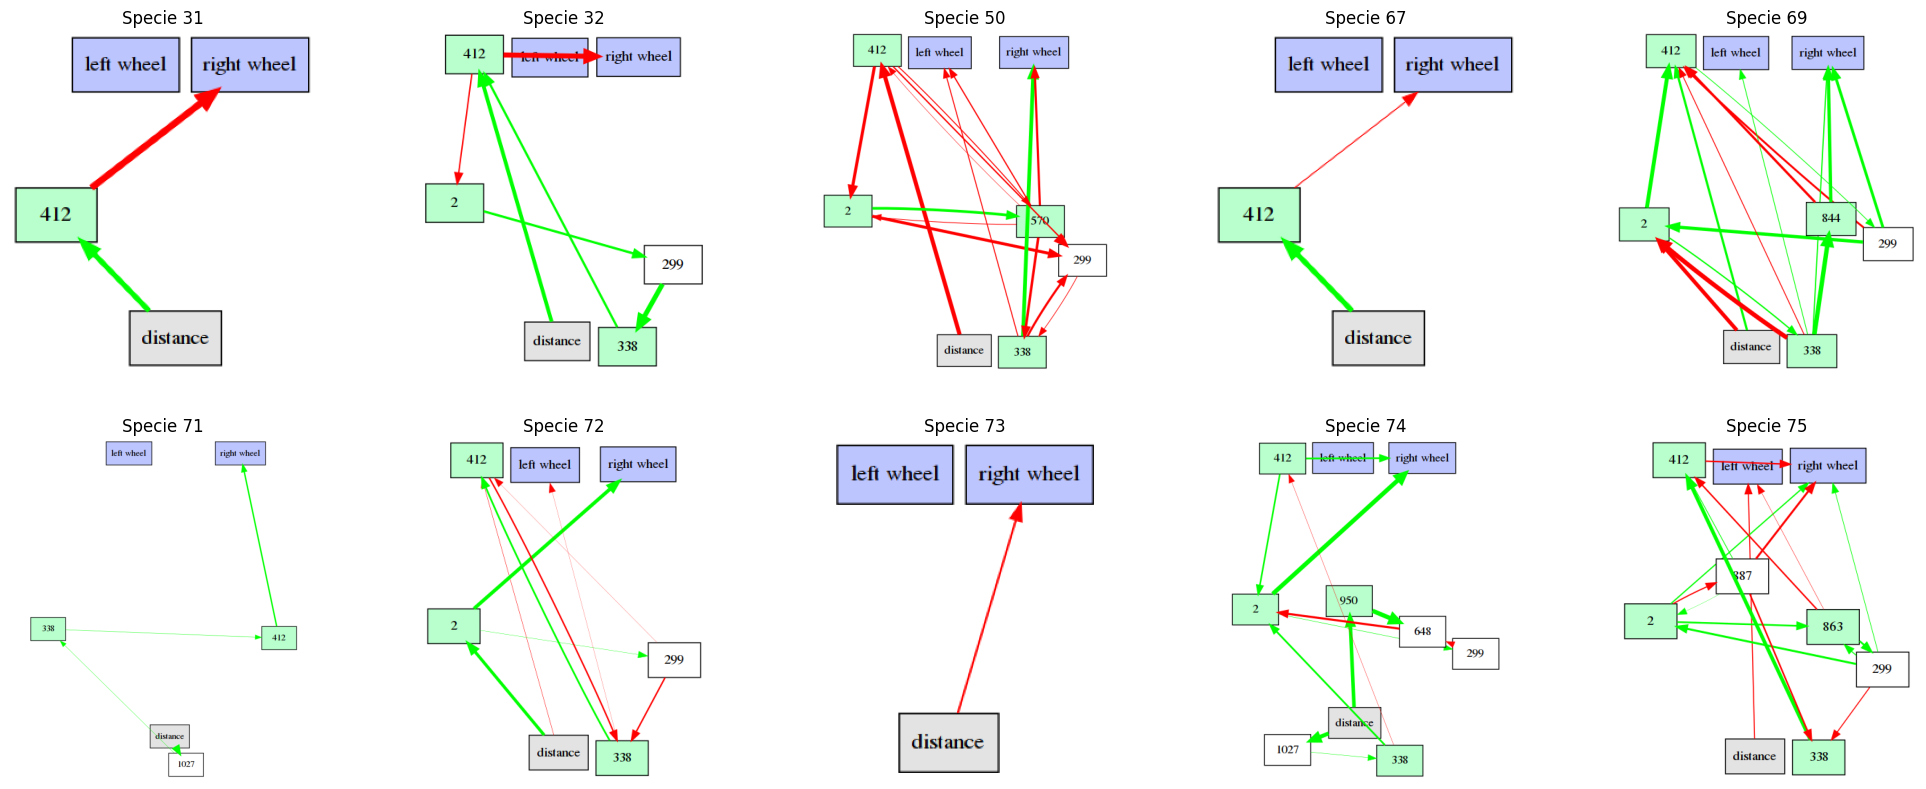 Specie 31
left wheel
right wheel
412
distance
Specie 32
412
left wheel
right wheel
2
299
distance
338
Specie 50
412
left wheel
right wheel
2
570
299
distance
338
Specie 67
left wheel
right wheel
412
distance
Specie 69
412
left wheel
right wheel
2
844
299
distance
338
Specie 71
left wheel
right wheel
338
412
distance
1027
Specie 72
412
left wheel
right wheel
2
299
distance
338
Specie 73
left wheel
right wheel
distance
Specie 74
412
left wheel
right wheel
2
950
648
299
distance
1027
338
Specie 75
412
left wheel
right wheel
887
2
863
299
distance
338